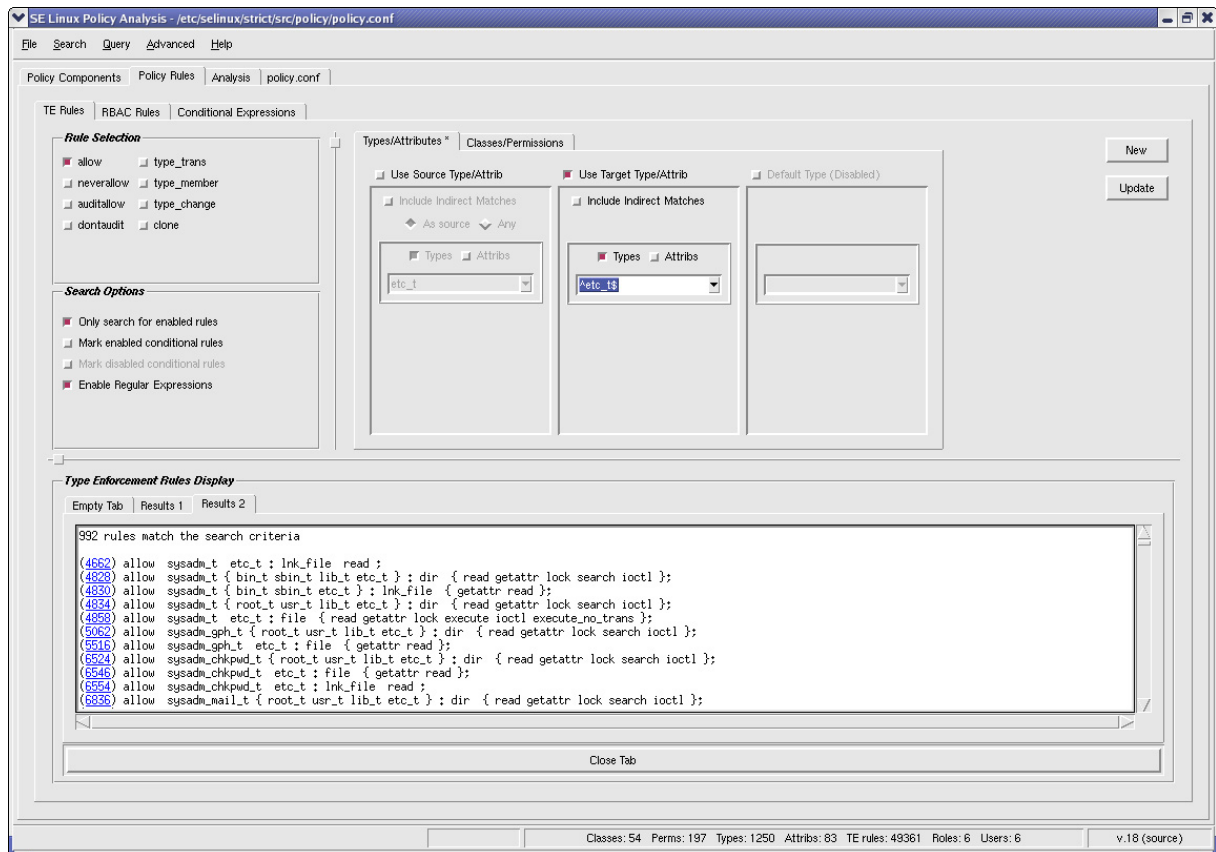 SE Linux Policy Analysis - /etc/selinux/strict/src/policy/policy.conf
File Search Query Advanced Help
Policy Components Policy Rules Analysis policy.conf
TE Rules RBAC Rules Conditional Expressions
Rule Selection
allow type_trans
neverallow type_member
auditallow type_change
dontaudit clone
Search Options
Only search for enabled rules
Mark enabled conditional rules
Mark disabled conditional rules
Enable Regular Expressions
Types/Attributes * Classes/Permissions
Use Source Type/Attrib
Include Indirect Matches
As source Any
Types Attribs
etc_t
Use Target Type/Attrib
Include Indirect Matches
Types Attribs
^etc_t$
Default Type (Disabled)
New
Update
Type Enforcement Rules Display
Empty Tab Results 1 Results 2
992 rules match the search criteria
(4662) allow sysadm_t etc_t : lnk_file read ;
(4828) allow sysadm_t { bin_t sbin_t lib_t etc_t } : dir { read getattr lock search ioctl };
(4830) allow sysadm_t { bin_t sbin_t etc_t } : lnk_file { getattr read };
(4834) allow sysadm_t { root_t usr_t lib_t etc_t } : dir { read getattr lock search ioctl };
(4858) allow sysadm_t etc_t : file { read getattr lock execute ioctl execute_no_trans };
(5062) allow sysadm_gph_t { root_t usr_t lib_t etc_t } : dir { read getattr lock search ioctl };
(5516) allow sysadm_gph_t etc_t : file { getattr read };
(6524) allow sysadm_chkpwd_t { root_t usr_t lib_t etc_t } : dir { read getattr lock search ioctl };
(6546) allow sysadm_chkpwd_t etc_t : file { getattr read };
(6554) allow sysadm_chkpwd_t etc_t : lnk_file read ;
(6836) allow sysadm_mail_t { root_t usr_t lib_t etc_t } : dir { read getattr lock search ioctl };
Close Tab
Classes: 54 Perms: 197 Types: 1250 Attribs: 83 TE rules: 49361 Roles: 6 Users: 6
v.18 (source)